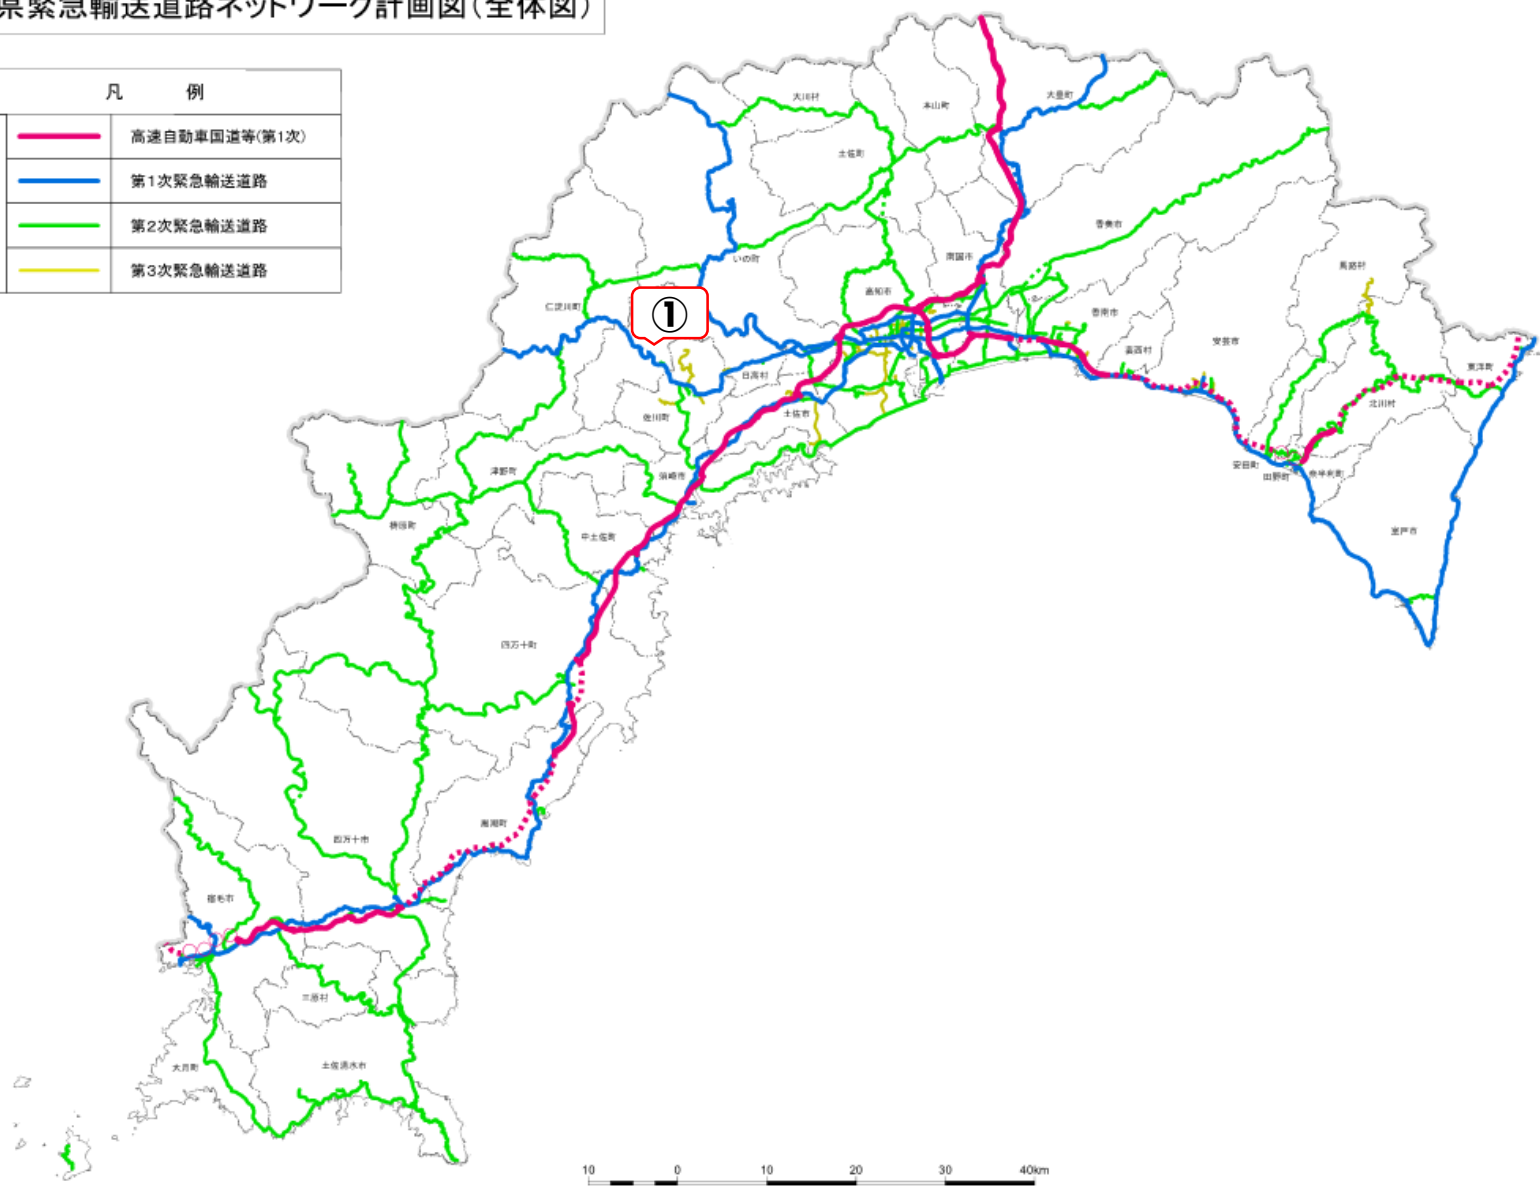 県緊急輸送道路ネットワーク計画図(全体図)
凡 例
高速自動車国道等(第1次)
第1次緊急輸送道路
第2次緊急輸送道路
第3次緊急輸送道路
大川村
本山町
大豊町
土佐町
香美市
いの町
南国市
馬路村
高知市
仁淀川町
①
香南市
芸西村
安芸市
東洋町
日高村
北川村
佐川町
土佐市
津野町
須崎市
安田町
田野町
奈半利町
梼原町
中土佐町
室戸市
四万十町
黒潮町
四万十市
宿毛市
三原村
大月町
土佐清水市
10 0 10 20 30 40km